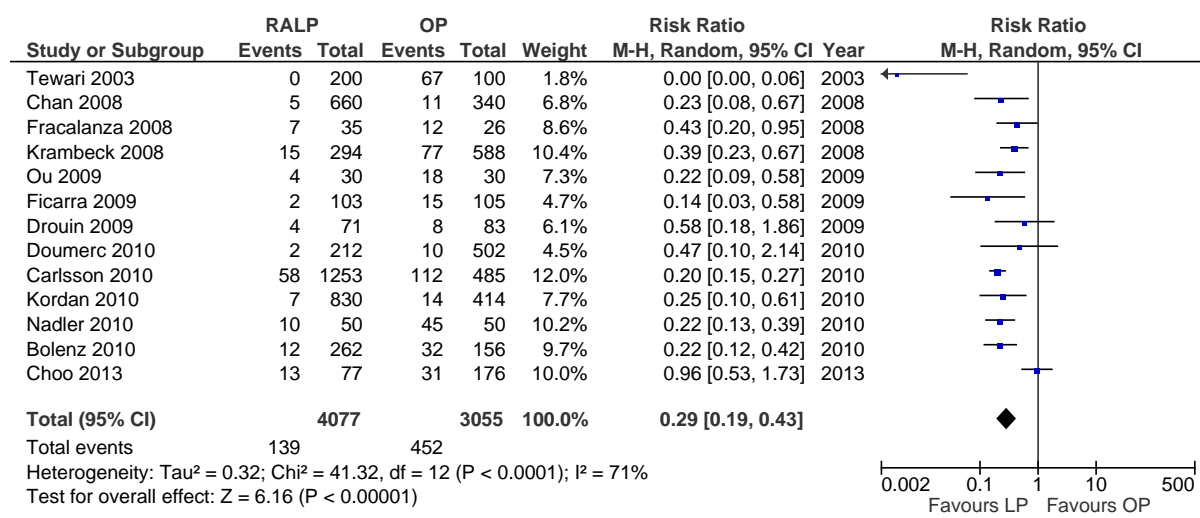 RALP OP Risk Ratio Risk Ratio
Study or Subgroup Events Total Events Total Weight M-H, Random, 95% CI Year M-H, Random, 95% CI
Tewari 2003 0 200 67 100 1.8% 0.00 [0.00, 0.06] 2003
Chan 2008 5 660 11 340 6.8% 0.23 [0.08, 0.67] 2008
Fracalanza 2008 7 35 12 26 8.6% 0.43 [0.20, 0.95] 2008
Krambeck 2008 15 294 77 588 10.4% 0.39 [0.23, 0.67] 2008
Ou 2009 4 30 18 30 7.3% 0.22 [0.09, 0.58] 2009
Ficarra 2009 2 103 15 105 4.7% 0.14 [0.03, 0.58] 2009
Drouin 2009 4 71 8 83 6.1% 0.58 [0.18, 1.86] 2009
Doumerc 2010 2 212 10 502 4.5% 0.47 [0.10, 2.14] 2010
Carlsson 2010 58 1253 112 485 12.0% 0.20 [0.15, 0.27] 2010
Kordan 2010 7 830 14 414 7.7% 0.25 [0.10, 0.61] 2010
Nadler 2010 10 50 45 50 10.2% 0.22 [0.13, 0.39] 2010
Bolenz 2010 12 262 32 156 9.7% 0.22 [0.12, 0.42] 2010
Choo 2013 13 77 31 176 10.0% 0.96 [0.53, 1.73] 2013
Total (95% CI) 4077 3055 100.0% 0.29 [0.19, 0.43]
Total events 139 452
Heterogeneity: Tau² = 0.32; Chi² = 41.32, df = 12 (P < 0.0001); I² = 71%
Test for overall effect: Z = 6.16 (P < 0.00001)
0.002 0.1 1 10 500
Favours LP Favours OP